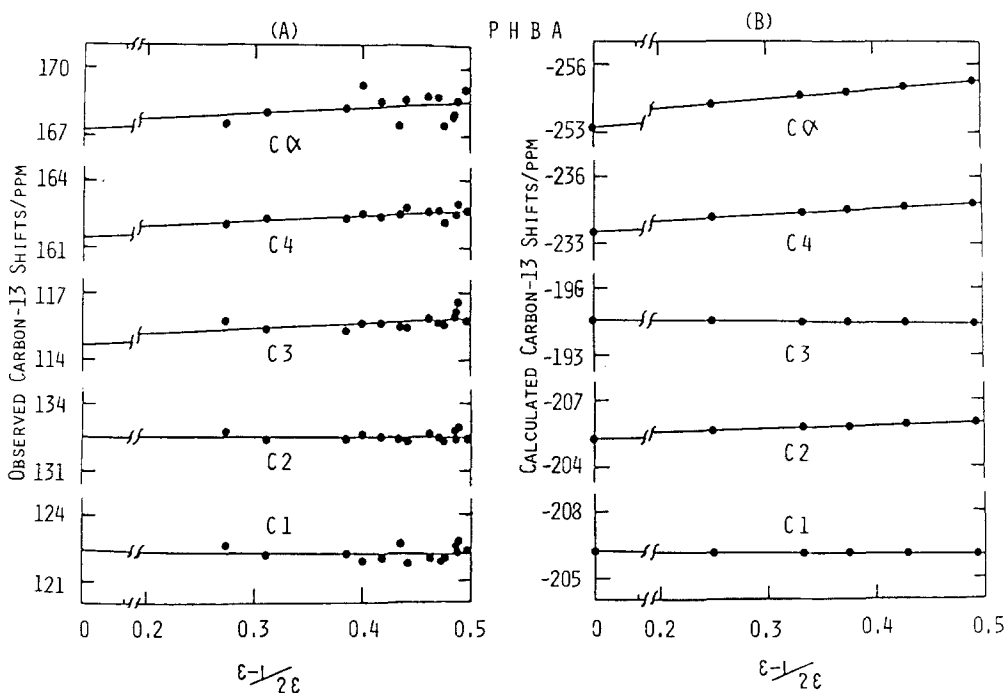 (A) PHBA (B)
OBSERVED CARBON-13 SHIFTS/PPM
170
167
Cα
164
161
C4
117
114
C3
134
131
C2
124
121
C1
0 0.2 0.3 0.4 0.5
ε-1/2ε
CALCULATED CARBON-13 SHIFTS/PPM
-256
-253
Cα
-236
-233
C4
-196
-193
C3
-207
-204
C2
-208
-205
C1
0 0.2 0.3 0.4 0.5
ε-1/2ε